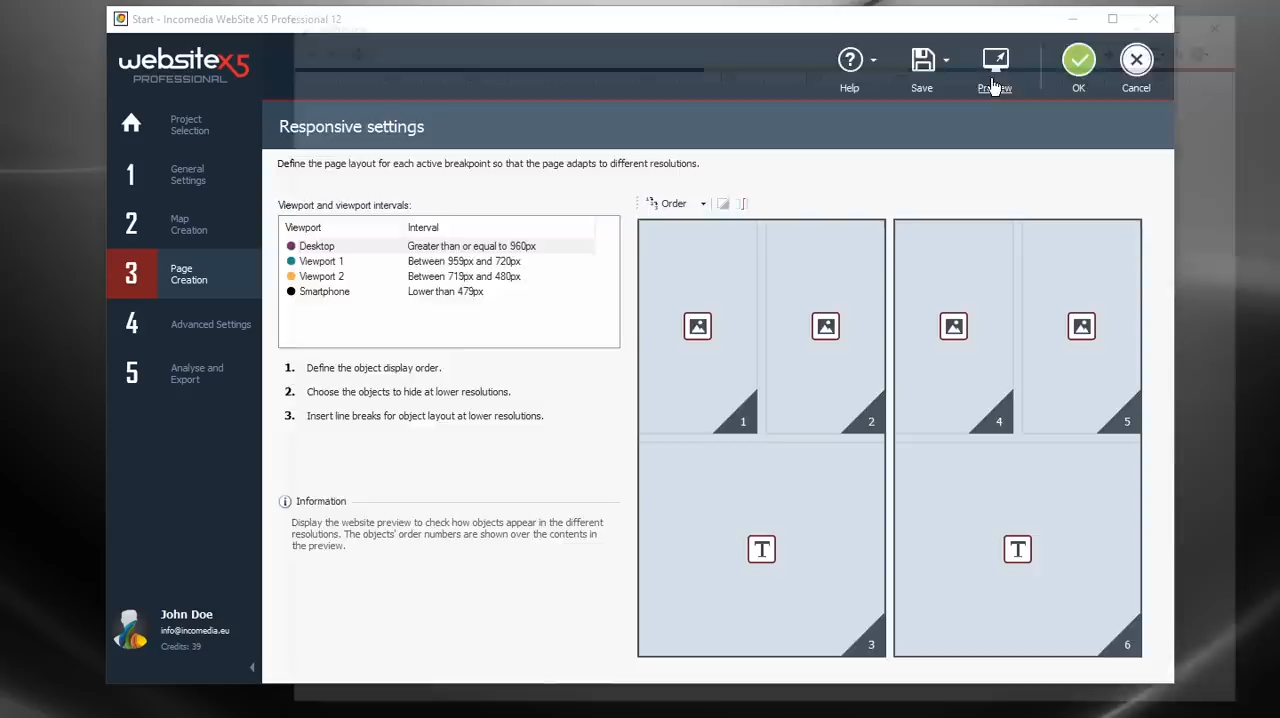 Start - Incomedia WebSite X5 Professional 12
websitex5
PROFESSIONAL
Help
Save
Preview
OK
Cancel
Project
Selection
1
General
Settings
2
Map
Creation
3
Page
Creation
4
Advanced Settings
5
Analyse and
Export
John Doe
info@incomedia.eu
Credits: 39
Responsive settings
Define the page layout for each active breakpoint so that the page adapts to different resolutions.
Viewport and viewport intervals:
Viewport Interval
Desktop Greater than or equal to 960px
Viewport 1 Between 959px and 720px
Viewport 2 Between 719px and 480px
Smartphone Lower than 479px
1. Define the object display order.
2. Choose the objects to hide at lower resolutions.
3. Insert line breaks for object layout at lower resolutions.
Information
Display the website preview to check how objects appear in the different
resolutions. The objects' order numbers are shown over the contents in
the preview.
Order
1
2
4
5
T
T
3
6